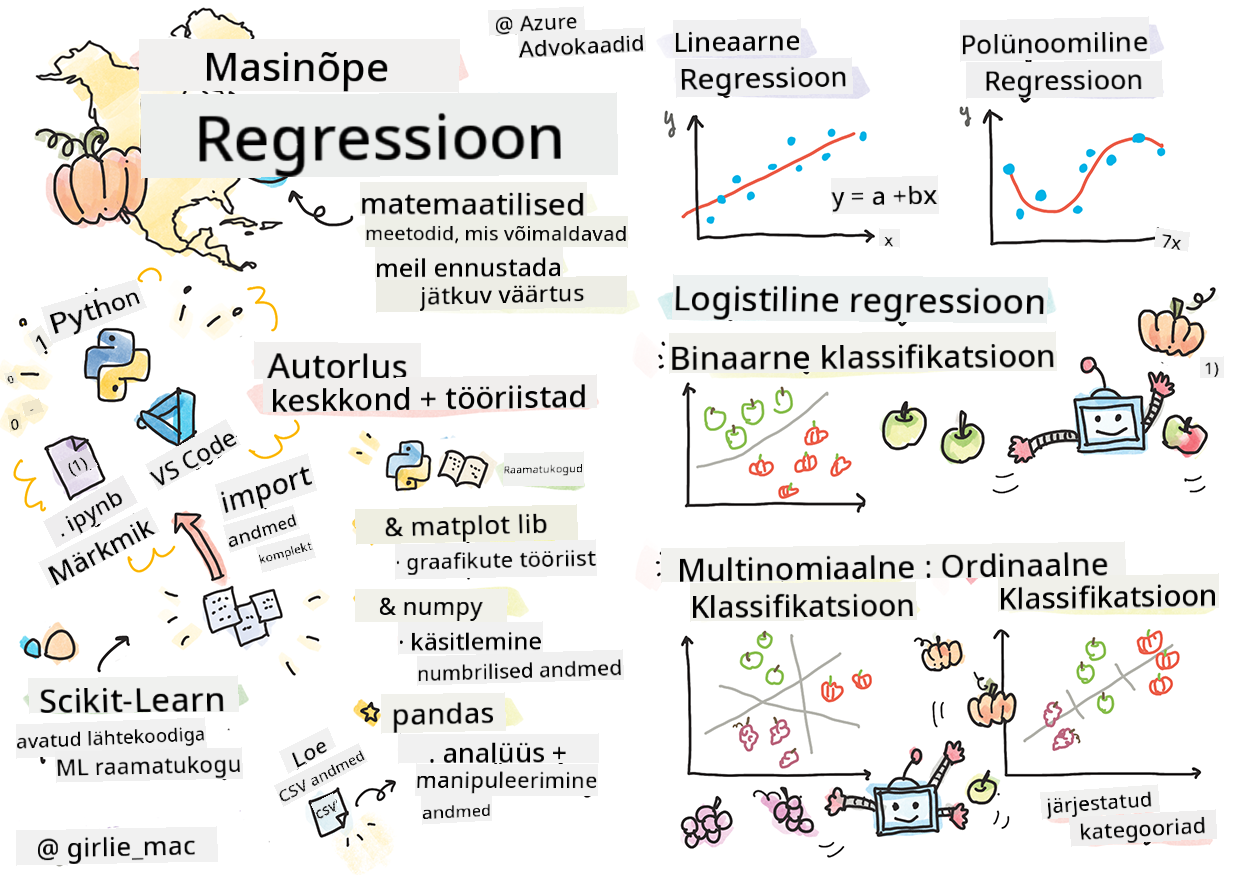 @ Azure
Advokaadid
Masinõpe
Regressioon
matemaatilised
meetodid, mis võimaldavad
meil ennustada
jätkuv väärtus
1 Python
VS Code
(1)
.ipynb
Märkmik
Autorlus
keskkond + tööriistad
import
andmed
komplekt
Raamatukogud
& matplot lib
· graafikute tööriist
& numpy
· käsitlemine
numbrilised andmed
pandas
. analüüs +
manipuleerimine
andmed
Loe
CSV andmed
CSV
Scikit-Learn
avatud lähtekoodiga
ML raamatukogu
@ girlie_mac
Lineaarne
Regressioon
y
y = a +bx
x
Polünoomiline
Regressioon
y
7x
Logistiline regressioon
Binaarne klassifikatsioon
1)
Multinomiaalne : Ordinaalne
Klassifikatsioon
Klassifikatsioon
järjestatud
kategooriad